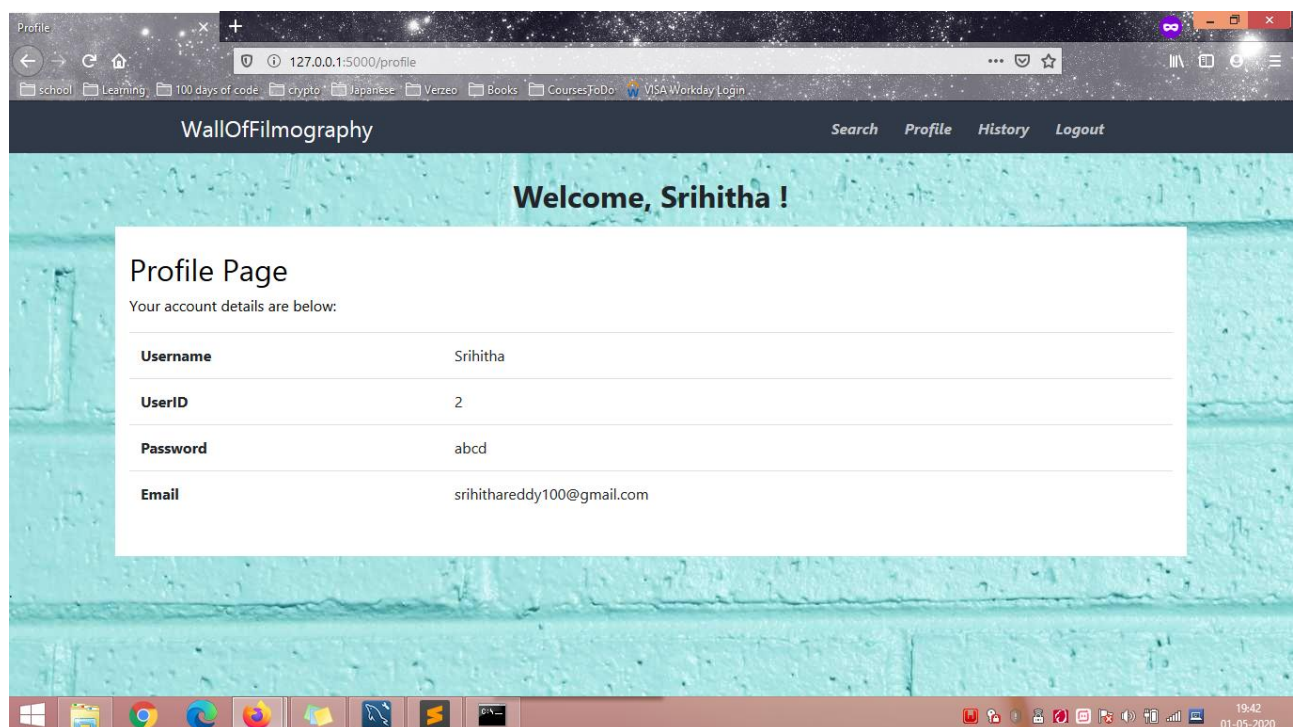 Profile
127.0.0.1:5000/profile
school Learning 100 days of code crypto Japanese Verzeo Books CoursesToDo VISA Workday Login
WallOfFilmography Search Profile History Logout
Welcome, Srihitha !
Profile Page
Your account details are below:
Username Srihitha
UserID 2
Password abcd
Email srihithareddy100@gmail.com
19:42
01-05-2020